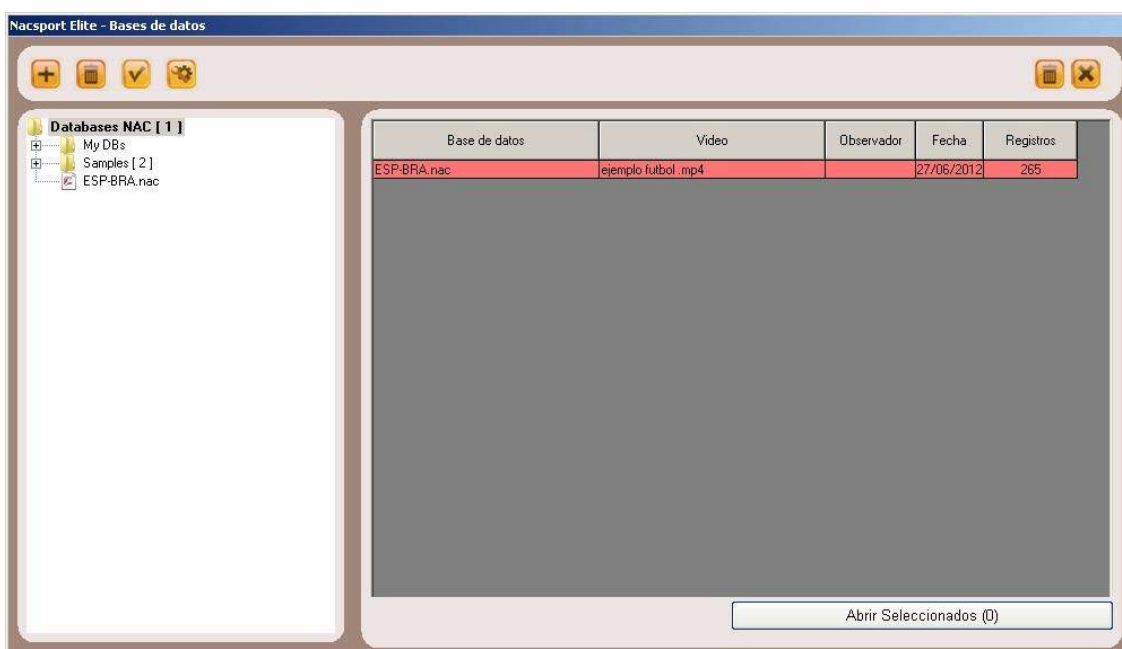 Nacsport Elite - Bases de datos
Databases NAC [ 1 ]
My DBs
Samples [ 2 ]
ESP-BRA.nac
Base de datos Video Observador Fecha Registros
ESP-BRA.nac ejemplo futbol .mp4 27/06/2012 265
Abrir Seleccionados (0)